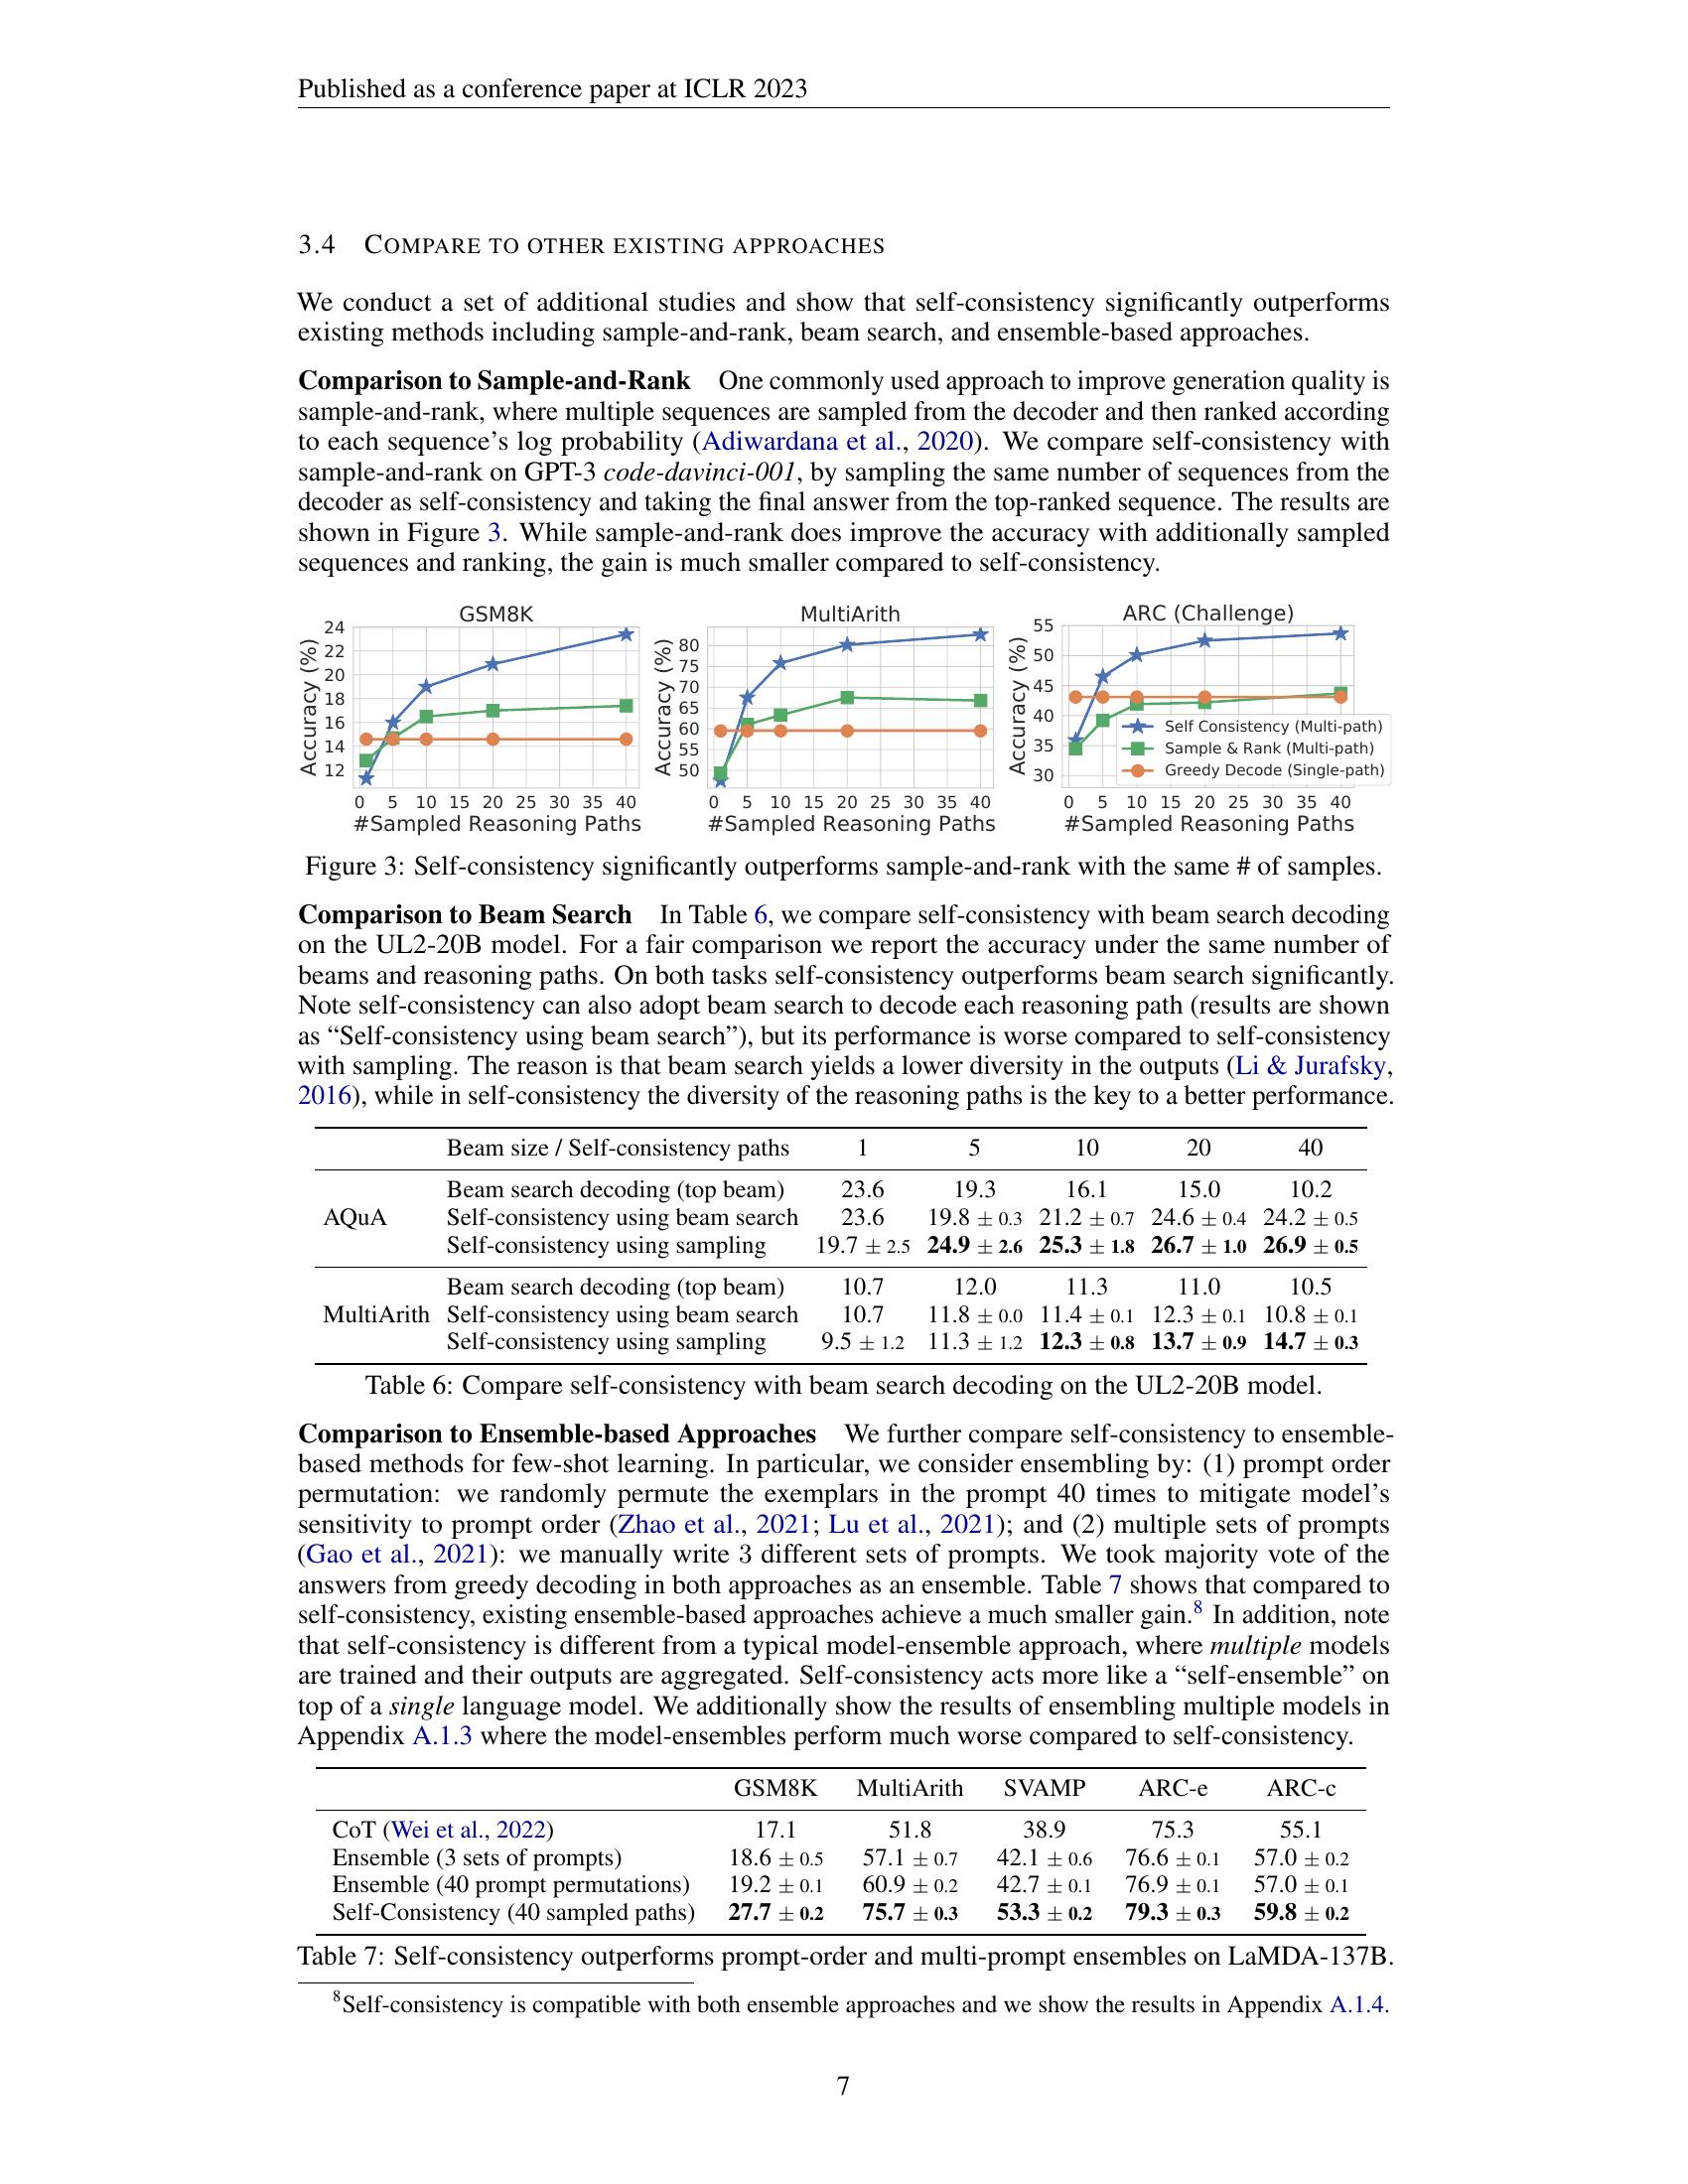 Published as a conference paper at ICLR 2023
3.4 COMPARE TO OTHER EXISTING APPROACHES
We conduct a set of additional studies and show that self-consistency significantly outperforms
existing methods including sample-and-rank, beam search, and ensemble-based approaches.
Comparison to Sample-and-Rank One commonly used approach to improve generation quality is
sample-and-rank, where multiple sequences are sampled from the decoder and then ranked according
to each sequence's log probability (Adiwardana et al., 2020). We compare self-consistency with
sample-and-rank on GPT-3 code-davinci-001, by sampling the same number of sequences from the
decoder as self-consistency and taking the final answer from the top-ranked sequence. The results are
shown in Figure 3. While sample-and-rank does improve the accuracy with additionally sampled
sequences and ranking, the gain is much smaller compared to self-consistency.
GSM8K
Accuracy (%)
24
22
20
18
16
14
12
0 5 10 15 20 25 30 35 40
#Sampled Reasoning Paths
MultiArith
Accuracy (%)
80
75
70
65
60
55
50
0 5 10 15 20 25 30 35 40
#Sampled Reasoning Paths
ARC (Challenge)
Accuracy (%)
55
50
45
40
35
30
Self Consistency (Multi-path)
Sample & Rank (Multi-path)
Greedy Decode (Single-path)
0 5 10 15 20 25 30 35 40
#Sampled Reasoning Paths
Figure 3: Self-consistency significantly outperforms sample-and-rank with the same # of samples.
Comparison to Beam Search In Table 6, we compare self-consistency with beam search decoding
on the UL2-20B model. For a fair comparison we report the accuracy under the same number of
beams and reasoning paths. On both tasks self-consistency outperforms beam search significantly.
Note self-consistency can also adopt beam search to decode each reasoning path (results are shown
as “Self-consistency using beam search”), but its performance is worse compared to self-consistency
with sampling. The reason is that beam search yields a lower diversity in the outputs (Li & Jurafsky,
2016), while in self-consistency the diversity of the reasoning paths is the key to a better performance.
Beam size / Self-consistency paths 1 5 10 20 40
Beam search decoding (top beam) 23.6 19.3 16.1 15.0 10.2
AQuA Self-consistency using beam search 23.6 19.8 ± 0.3 21.2 ± 0.7 24.6 ± 0.4 24.2 ± 0.5
Self-consistency using sampling 19.7 ± 2.5 24.9 ± 2.6 25.3 ± 1.8 26.7 ± 1.0 26.9 ± 0.5
Beam search decoding (top beam) 10.7 12.0 11.3 11.0 10.5
MultiArith Self-consistency using beam search 10.7 11.8 ± 0.0 11.4 ± 0.1 12.3 ± 0.1 10.8 ± 0.1
Self-consistency using sampling 9.5 ± 1.2 11.3 ± 1.2 12.3 ± 0.8 13.7 ± 0.9 14.7 ± 0.3
Table 6: Compare self-consistency with beam search decoding on the UL2-20B model.
Comparison to Ensemble-based Approaches We further compare self-consistency to ensemble-
based methods for few-shot learning. In particular, we consider ensembling by: (1) prompt order
permutation: we randomly permute the exemplars in the prompt 40 times to mitigate model's
sensitivity to prompt order (Zhao et al., 2021; Lu et al., 2021); and (2) multiple sets of prompts
(Gao et al., 2021): we manually write 3 different sets of prompts. We took majority vote of the
answers from greedy decoding in both approaches as an ensemble. Table 7 shows that compared to
self-consistency, existing ensemble-based approaches achieve a much smaller gain.8 In addition, note
that self-consistency is different from a typical model-ensemble approach, where multiple models
are trained and their outputs are aggregated. Self-consistency acts more like a “self-ensemble” on
top of a single language model. We additionally show the results of ensembling multiple models in
Appendix A.1.3 where the model-ensembles perform much worse compared to self-consistency.
GSM8K MultiArith SVAMP ARC-e ARC-c
CoT (Wei et al., 2022) 17.1 51.8 38.9 75.3 55.1
Ensemble (3 sets of prompts) 18.6 ± 0.5 57.1 ± 0.7 42.1 ± 0.6 76.6 ± 0.1 57.0 ± 0.2
Ensemble (40 prompt permutations) 19.2 ± 0.1 60.9 ± 0.2 42.7 ± 0.1 76.9 ± 0.1 57.0 ± 0.1
Self-Consistency (40 sampled paths) 27.7 ± 0.2 75.7 ± 0.3 53.3 ± 0.2 79.3 ± 0.3 59.8 ± 0.2
Table 7: Self-consistency outperforms prompt-order and multi-prompt ensembles on LaMDA-137B.
8Self-consistency is compatible with both ensemble approaches and we show the results in Appendix A.1.4.
7